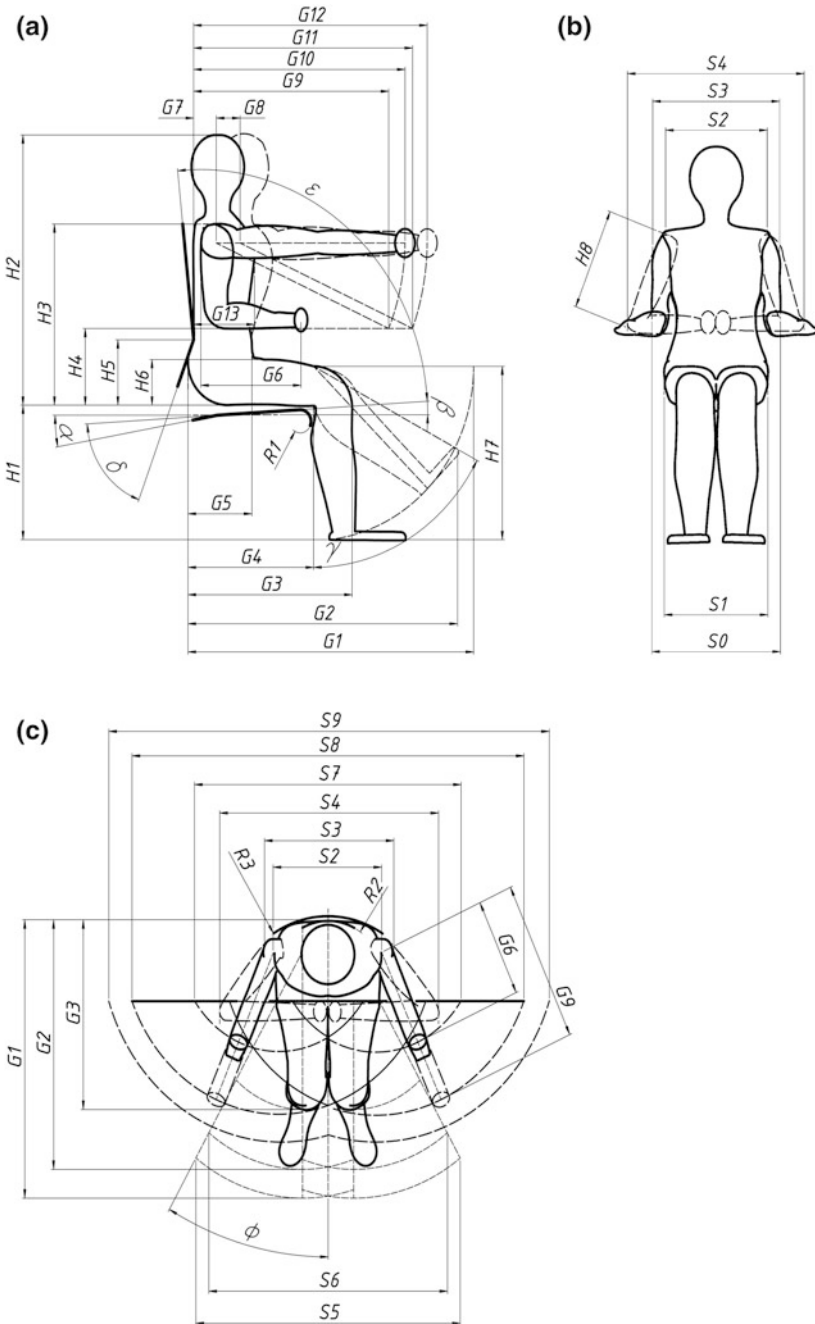 (a)
G12
G11
G10
G9
G7 G8
ε
H2
H3
H4
H5
H6
G13
G6
H1
α
δ
R1
β
H7
γ
G5
G4
G3
G2
G1
(b)
S4
S3
S2
H8
S1
S0
(c)
S9
S8
S7
S4
S3
S2
R3
R2
G6
G9
G3
G2
G1
φ
S6
S5